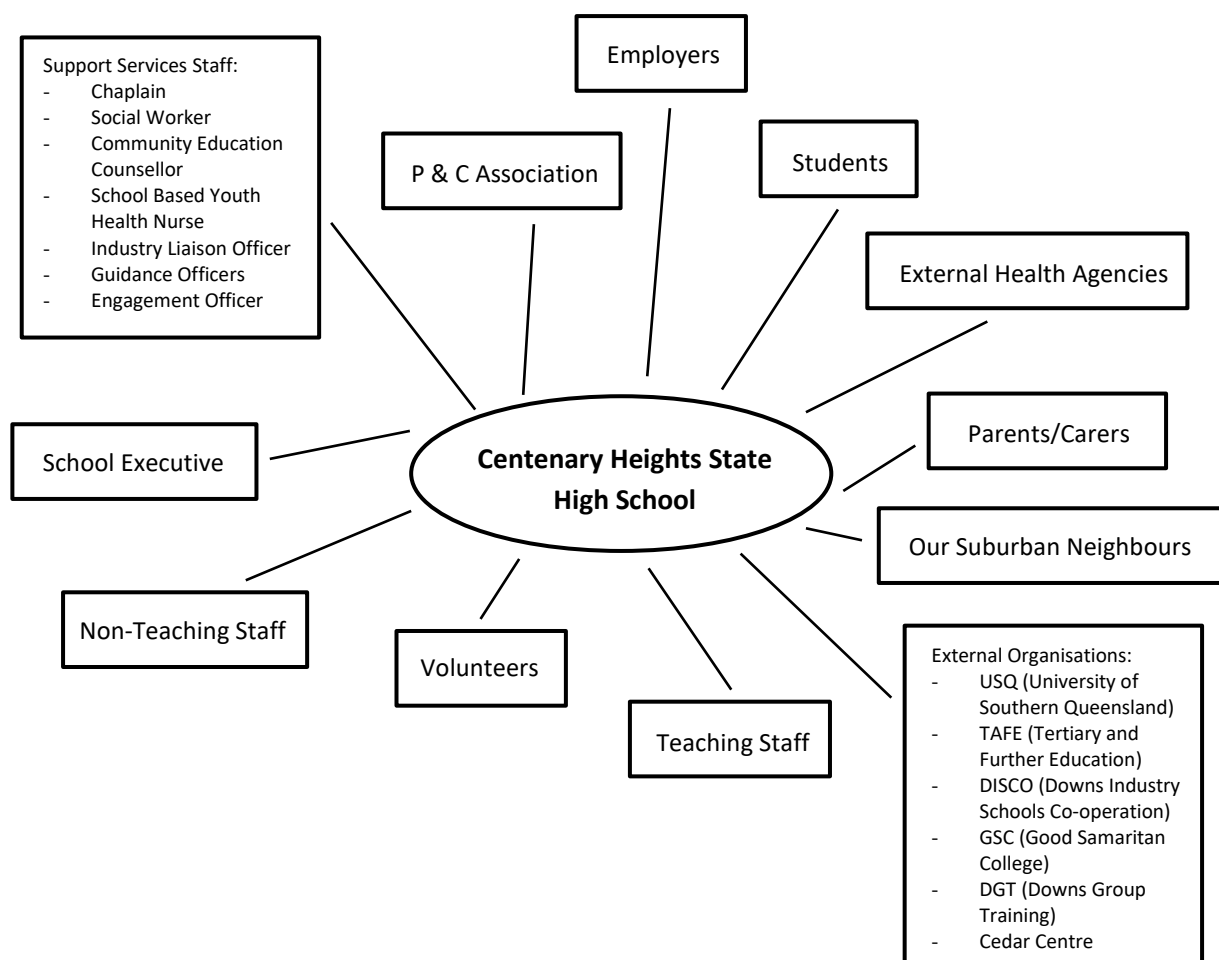 Support Services Staff:
- Chaplain
- Social Worker
- Community Education
Counsellor
- School Based Youth
Health Nurse
- Industry Liaison Officer
- Guidance Officers
- Engagement Officer
Employers
P & C Association
Students
External Health Agencies
School Executive
Centenary Heights State
High School
Parents/Carers
Our Suburban Neighbours
Non-Teaching Staff
Volunteers
Teaching Staff
External Organisations:
- USQ (University of
Southern Queensland)
- TAFE (Tertiary and
Further Education)
- DISCO (Downs Industry
Schools Co-operation)
- GSC (Good Samaritan
College)
- DGT (Downs Group
Training)
- Cedar Centre